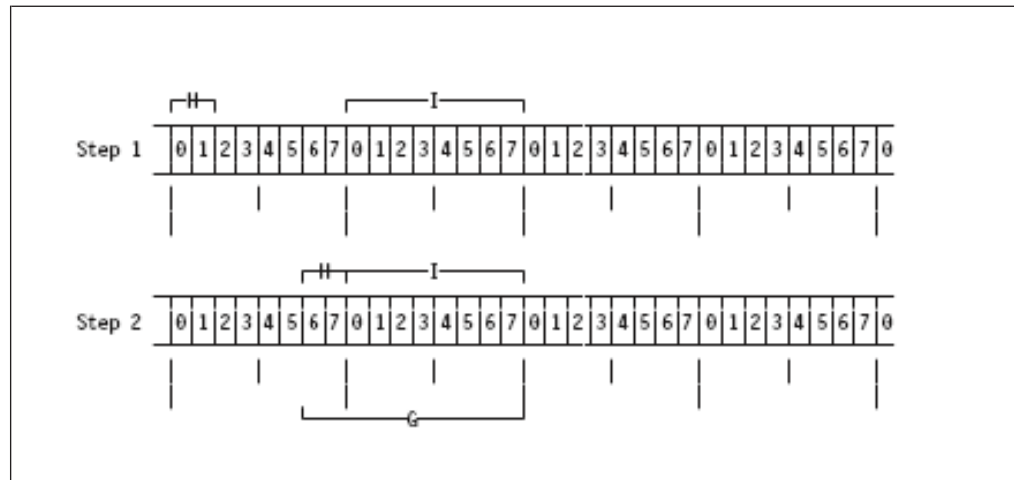 H I
Step 1 0 1 2 3 4 5 6 7 0 1 2 3 4 5 6 7 0 1 2 3 4 5 6 7 0 1 2 3 4 5 6 7 0
H I
Step 2 0 1 2 3 4 5 6 7 0 1 2 3 4 5 6 7 0 1 2 3 4 5 6 7 0 1 2 3 4 5 6 7 0
G